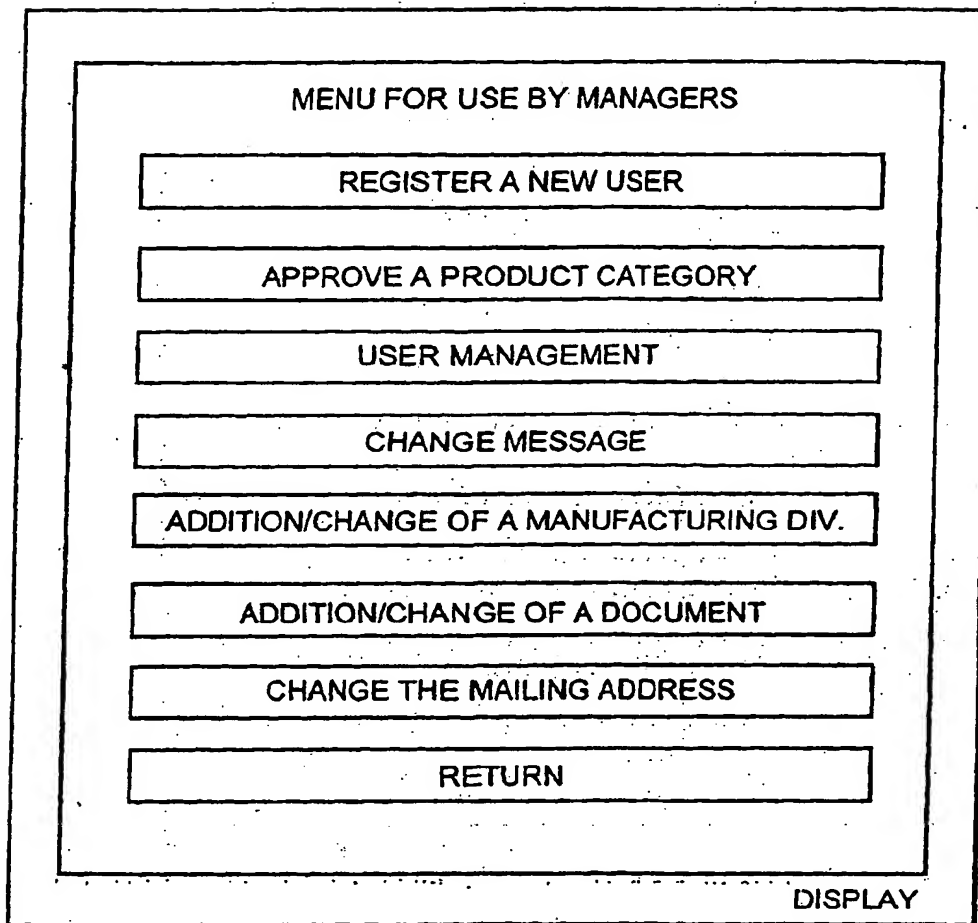 MENU FOR USE BY MANAGERS
REGISTER A NEW USER
APPROVE A PRODUCT CATEGORY
USER MANAGEMENT
CHANGE MESSAGE
ADDITION/CHANGE OF A MANUFACTURING DIV.
ADDITION/CHANGE OF A DOCUMENT
CHANGE THE MAILING ADDRESS
RETURN
DISPLAY